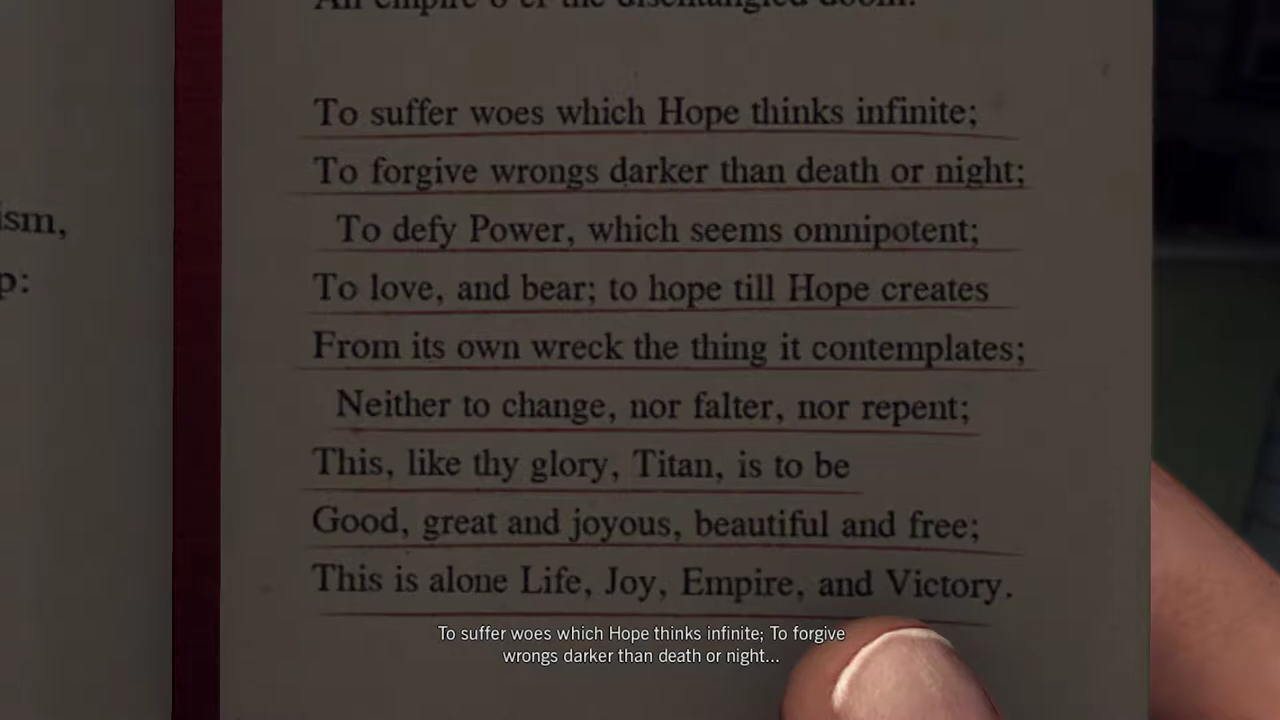 An empire o'er the disentangled doom.
ism,
p:
To suffer woes which Hope thinks infinite;
To forgive wrongs darker than death or night;
To defy Power, which seems omnipotent;
To love, and bear; to hope till Hope creates
From its own wreck the thing it contemplates;
Neither to change, nor falter, nor repent;
This, like thy glory, Titan, is to be
Good, great and joyous, beautiful and free;
This is alone Life, Joy, Empire, and Victory.
To suffer woes which Hope thinks infinite; To forgive
wrongs darker than death or night...